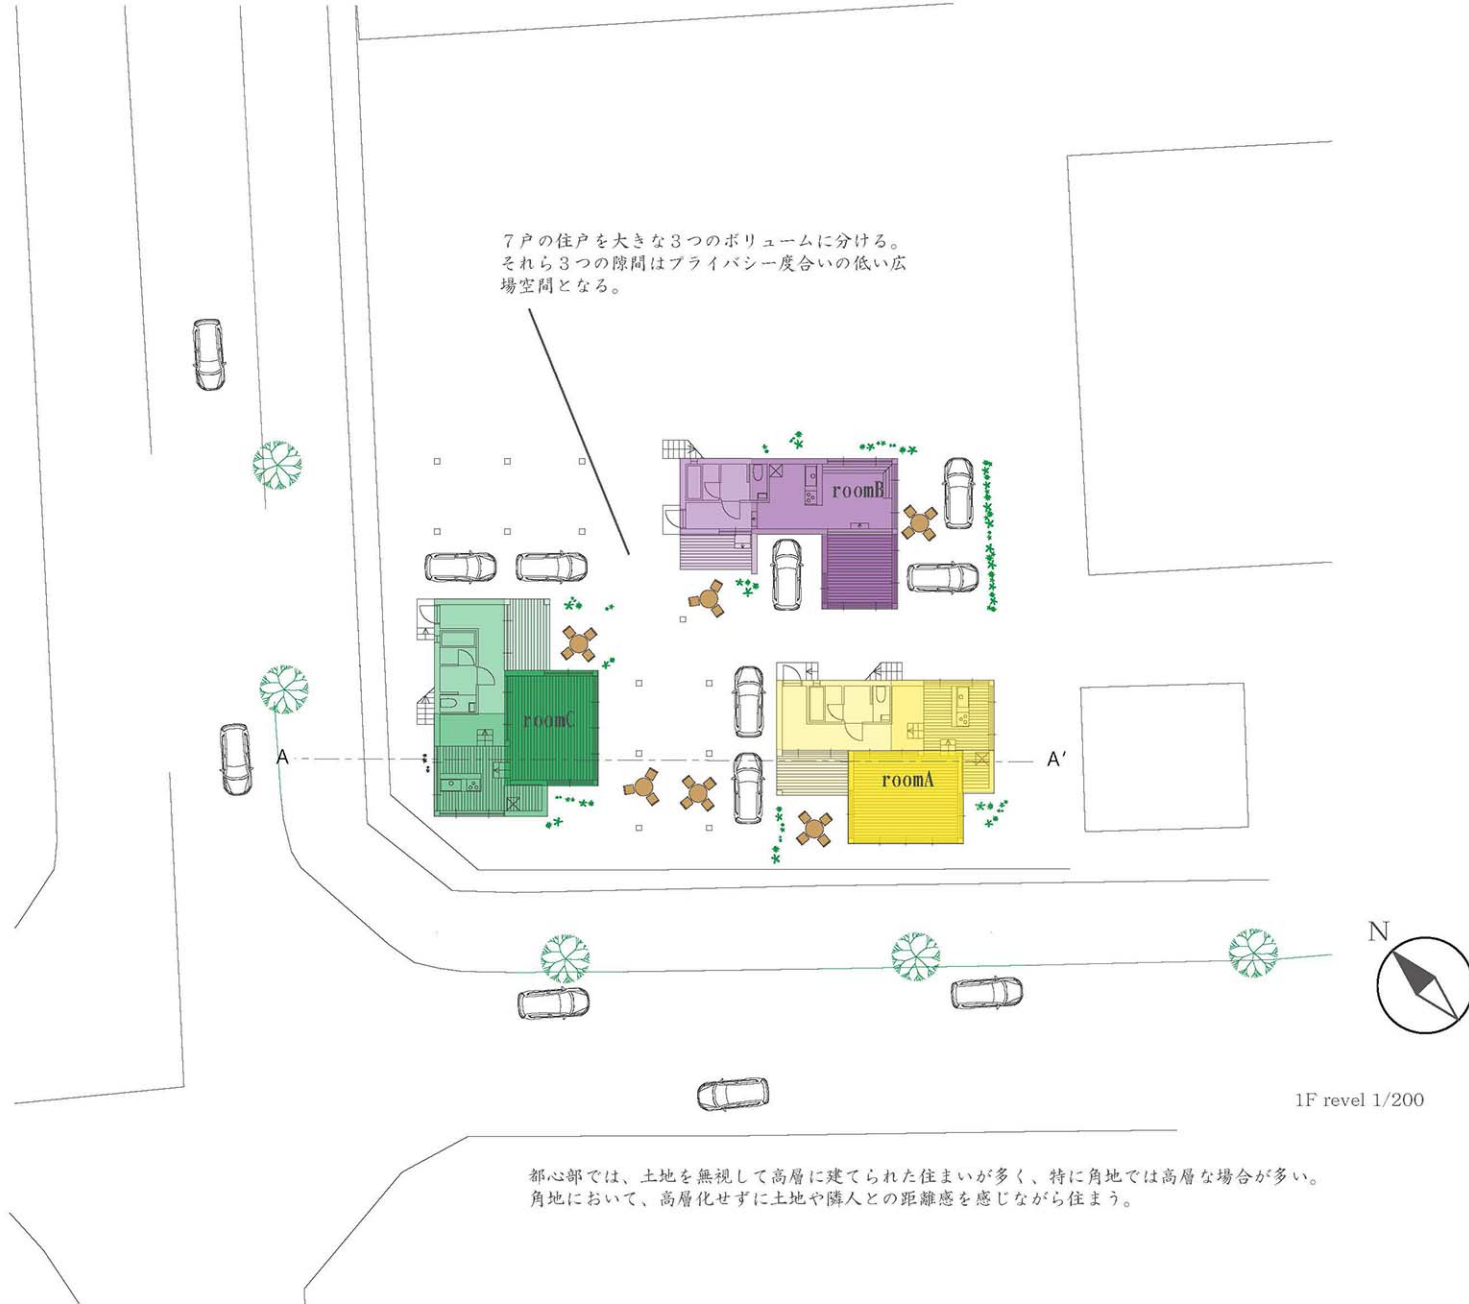 ７戸の住戸を大きな３つのボリュームに分ける。
それら３つの隙間はプライバシー度合いの低い広
場空間となる。
roomB
roomC
A
A'
roomA
N
1F revel 1/200
都心部では、土地を無視して高層に建てられた住まいが多く、特に角地では高層な場合が多い。
角地において、高層化せずに土地や隣人との距離感を感じながら住まう。